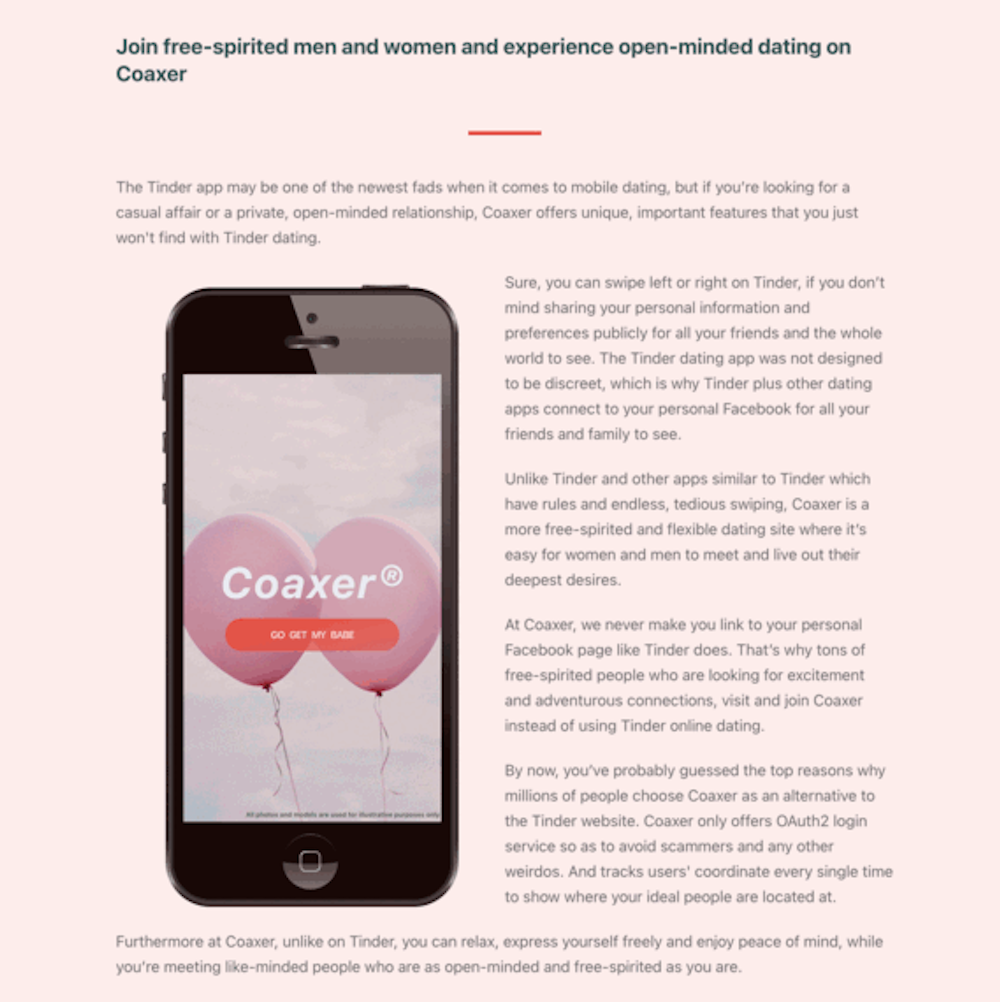 Join free-spirited men and women and experience open-minded dating on
Coaxer
The Tinder app may be one of the newest fads when it comes to mobile dating, but if you're looking for a
casual affair or a private, open-minded relationship, Coaxer offers unique, important features that you just
won't find with Tinder dating.
Sure, you can swipe left or right on Tinder, if you don't
mind sharing your personal information and
preferences publicly for all your friends and the whole
world to see. The Tinder dating app was not designed
to be discreet, which is why Tinder plus other dating
apps connect to your personal Facebook for all your
friends and family to see.
Unlike Tinder and other apps similar to Tinder which
have rules and endless, tedious swiping, Coaxer is a
more free-spirited and flexible dating site where it's
easy for women and men to meet and live out their
deepest desires.
At Coaxer, we never make you link to your personal
Facebook page like Tinder does. That's why tons of
free-spirited people who are looking for excitement
and adventurous connections, visit and join Coaxer
instead of using Tinder online dating.
By now, you've probably guessed the top reasons why
millions of people choose Coaxer as an alternative to
the Tinder website. Coaxer only offers OAuth2 login
service so as to avoid scammers and any other
weirdos. And tracks users' coordinate every single time
to show where your ideal people are located at.
Coaxer®
GO GET MY BABE
All photos and models are used for illustrative purposes only
Furthermore at Coaxer, unlike on Tinder, you can relax, express yourself freely and enjoy peace of mind, while
you're meeting like-minded people who are as open-minded and free-spirited as you are.